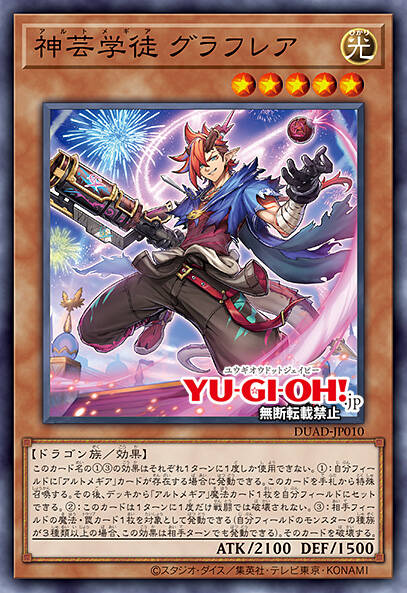 アルトメギア
神芸学徒 グラフレア
ひかり
光
ユウギオウドットジェイピー
YU-GI-OH!.jp
無断転載禁止
DUAD-JP010
【ドラゴン族/効果】
このカード名の①③の効果はそれぞれ1ターンに1度しか使用できない。①:自分フィー
ルドに「アルトメギア」カードが存在する場合に発動できる。このカードを手札から特殊
召喚する。その後、デッキから「アルトメギア」魔法カード1枚を自分フィールドにセット
できる。②:このカードは1ターンに1度だけ戦闘では破壊されない。③:相手フィ
ールドの魔法・罠カード1枚を対象として発動できる(自分フィールドのモンスターの種族
が3種類以上の場合、この効果は相手ターンでも発動できる)。そのカードを破壊する。
ATK/2100 DEF/1500
©スタジオ・ダイス/集英社・テレビ東京・KONAMI